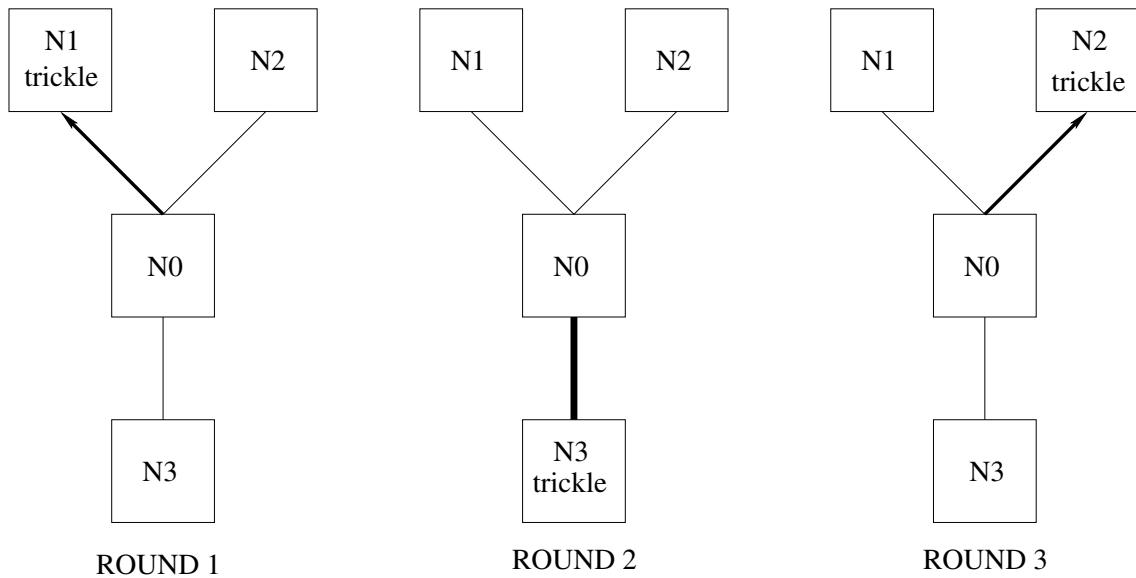 N1
trickle
N2
N0
N3
ROUND 1
N1
N2
N0
N3
trickle
ROUND 2
N1
N2
trickle
N0
N3
ROUND 3